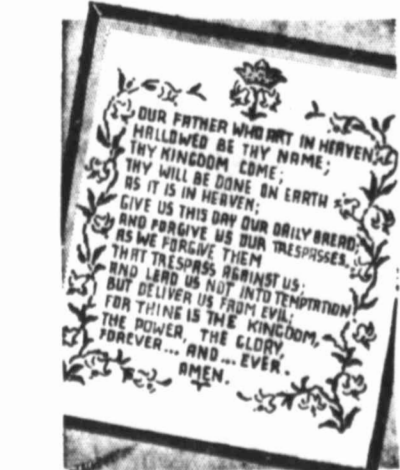 OUR FATHER WHO ART IN HEAVEN;
HALLOWED BE THY NAME;
THY KINGDOM COME;
THY WILL BE DONE ON EARTH
AS IT IS IN HEAVEN;
GIVE US THIS DAY OUR DAILY BREAD;
AND FORGIVE US OUR TRESPASSES.
AS WE FORGIVE THEM
THAT TRESPASS AGAINST US;
AND LEAD US NOT INTO TEMPTATION
BUT DELIVER US FROM EVIL;
FOR THINE IS THE KINGDOM,
THE POWER, THE GLORY,
FOREVER... AND... EVER.
AMEN.